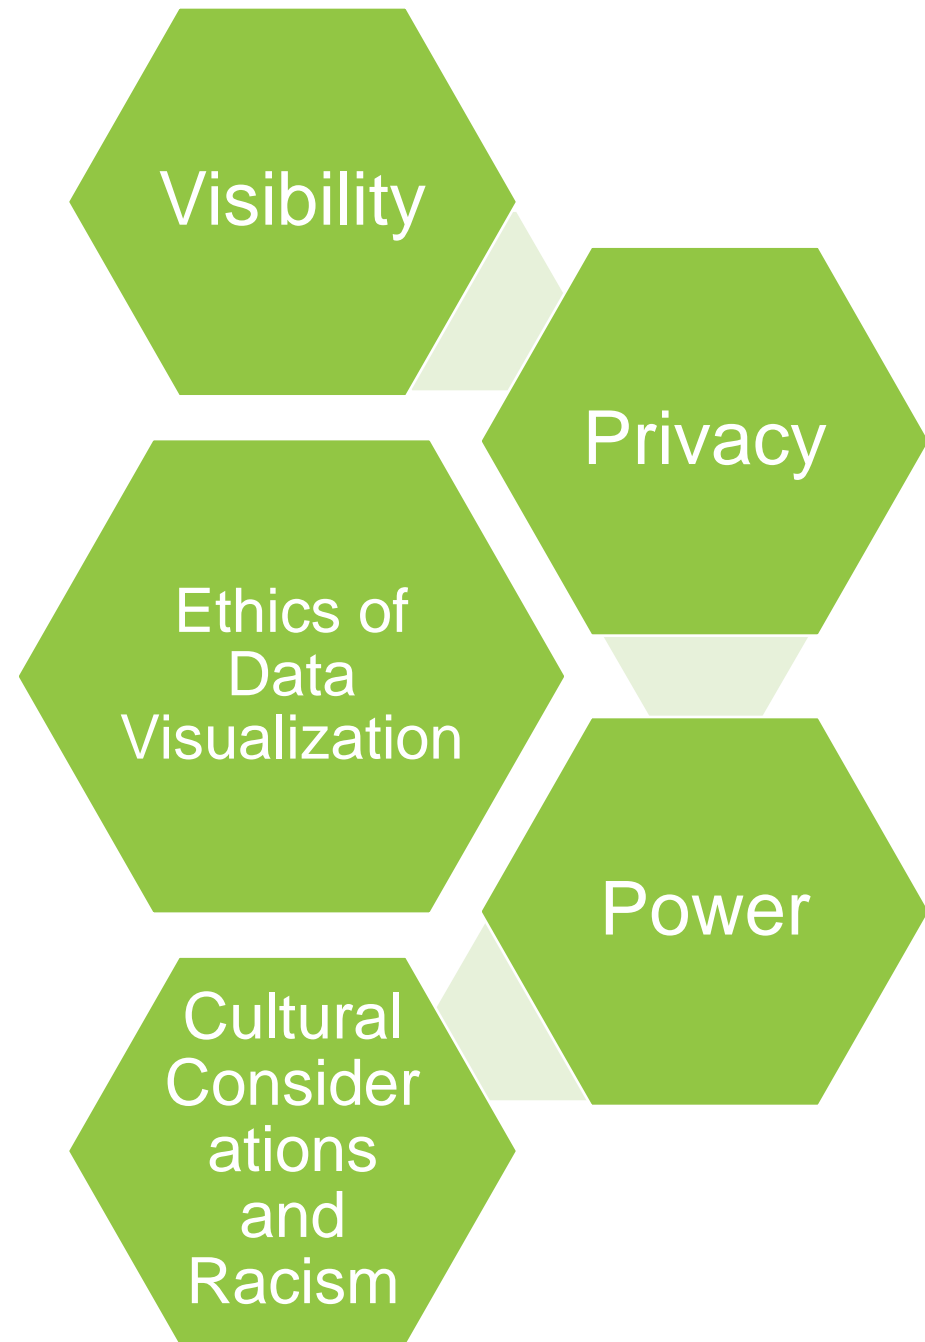 Visibility
Privacy
Ethics of
Data
Visualization
Power
Cultural
Consider
ations
and
Racism